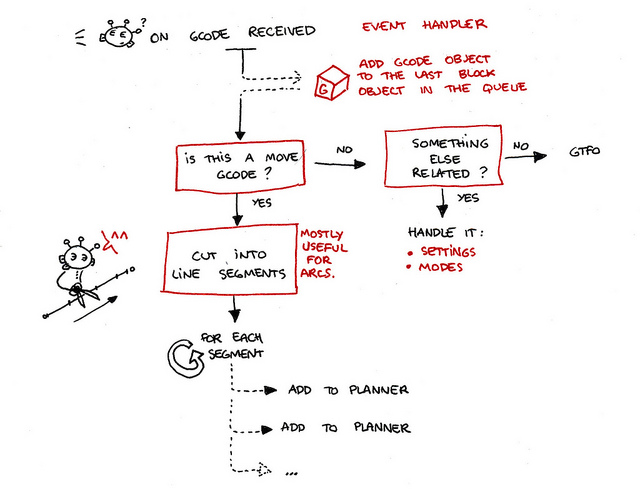 ?
ON GCODE RECEIVED
EVENT HANDLER
ADD GCODE OBJECT
TO THE LAST BLOCK
OBJECT IN THE QUEUE
G
IS THIS A MOVE
GCODE ?
NO
SOMETHING
ELSE
RELATED ?
NO
GTFO
YES
YES
CUT INTO
LINE SEGMENTS
MOSTLY
USEFUL
FOR
ARCS.
HANDLE IT :
• SETTINGS
• MODES
^^
FOR EACH
SEGMENT
ADD TO PLANNER
ADD TO PLANNER
...